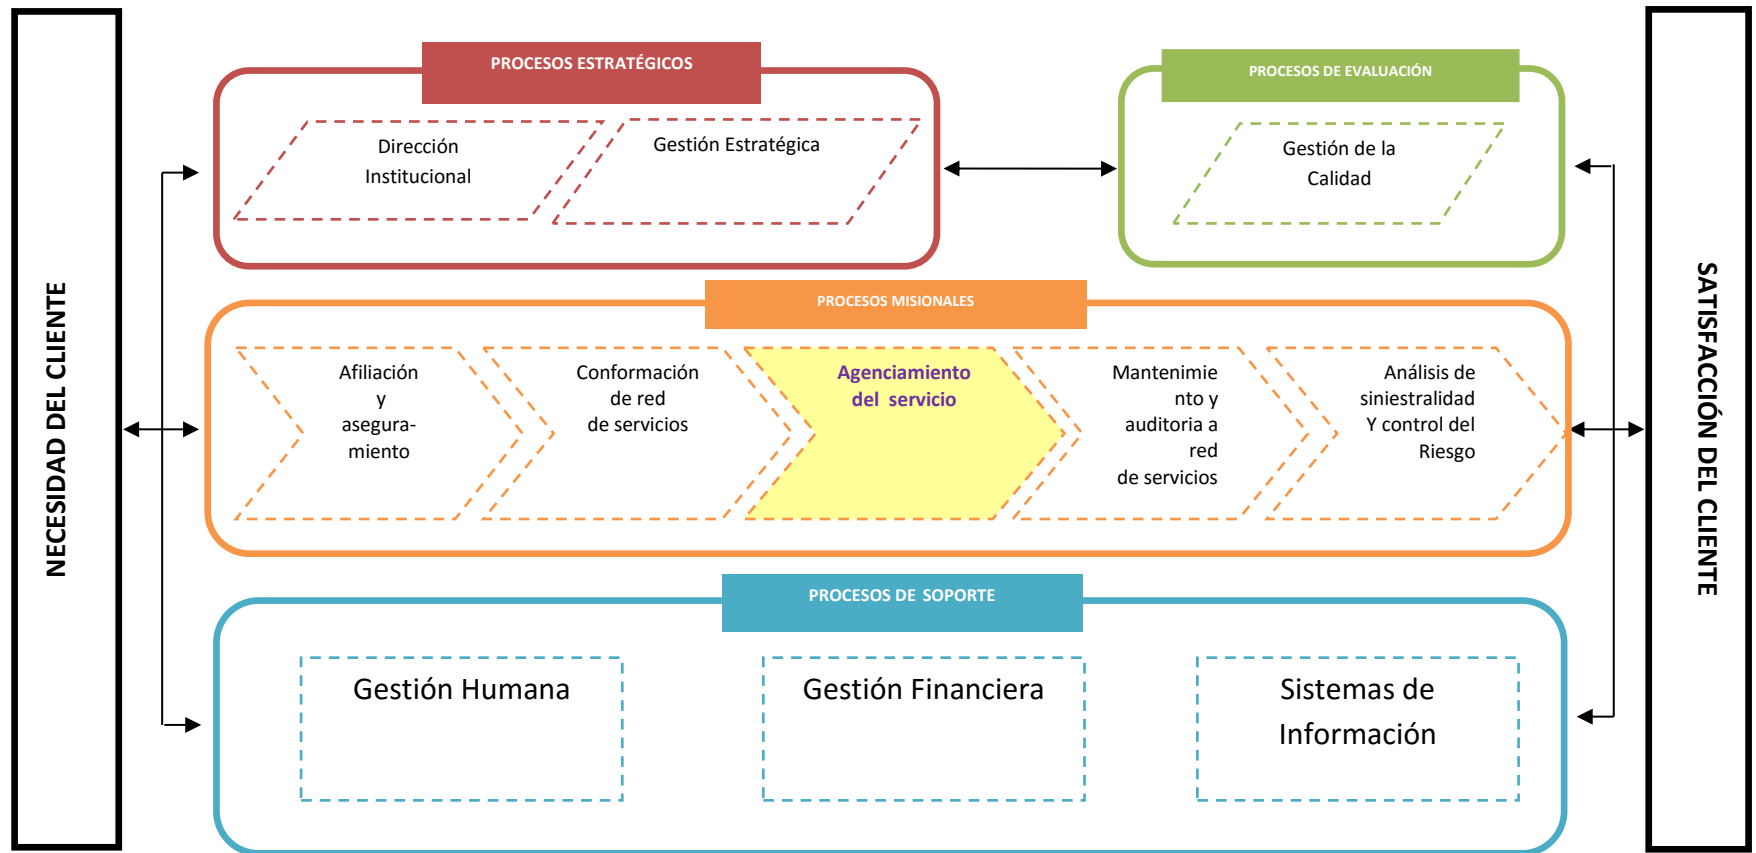 NECESIDAD DEL CLIENTE
PROCESOS ESTRATÉGICOS
Dirección
Institucional
Gestión Estratégica
PROCESOS DE EVALUACIÓN
Gestión de la
Calidad
PROCESOS MISIONALES
Afiliación
y
asegura-
miento
Conformación
de red
de servicios
Agenciamiento
del servicio
Mantenimie
nto y
auditoria a
red
de servicios
Análisis de
siniestralidad
Y control del
Riesgo
PROCESOS DE SOPORTE
Gestión Humana
Gestión Financiera
Sistemas de
Información
SATISFACCIÓN DEL CLIENTE